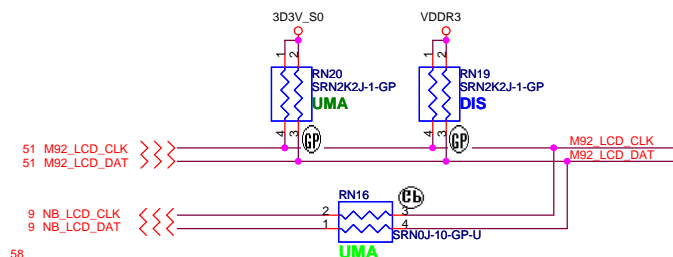 3D3V_S0
VDDR3
1
2
1
2
RN20
SRN2K2J-1-GP
UMA
RN19
SRN2K2J-1-GP
DIS
4
3
GP
4
3
GP
51 M92_LCD_CLK
51 M92_LCD_DAT
M92_LCD_CLK
M92_LCD_DAT
RN16
9 NB_LCD_CLK
9 NB_LCD_DAT
2
1
3
4
SRN0J-10-GP-U
UMA
58